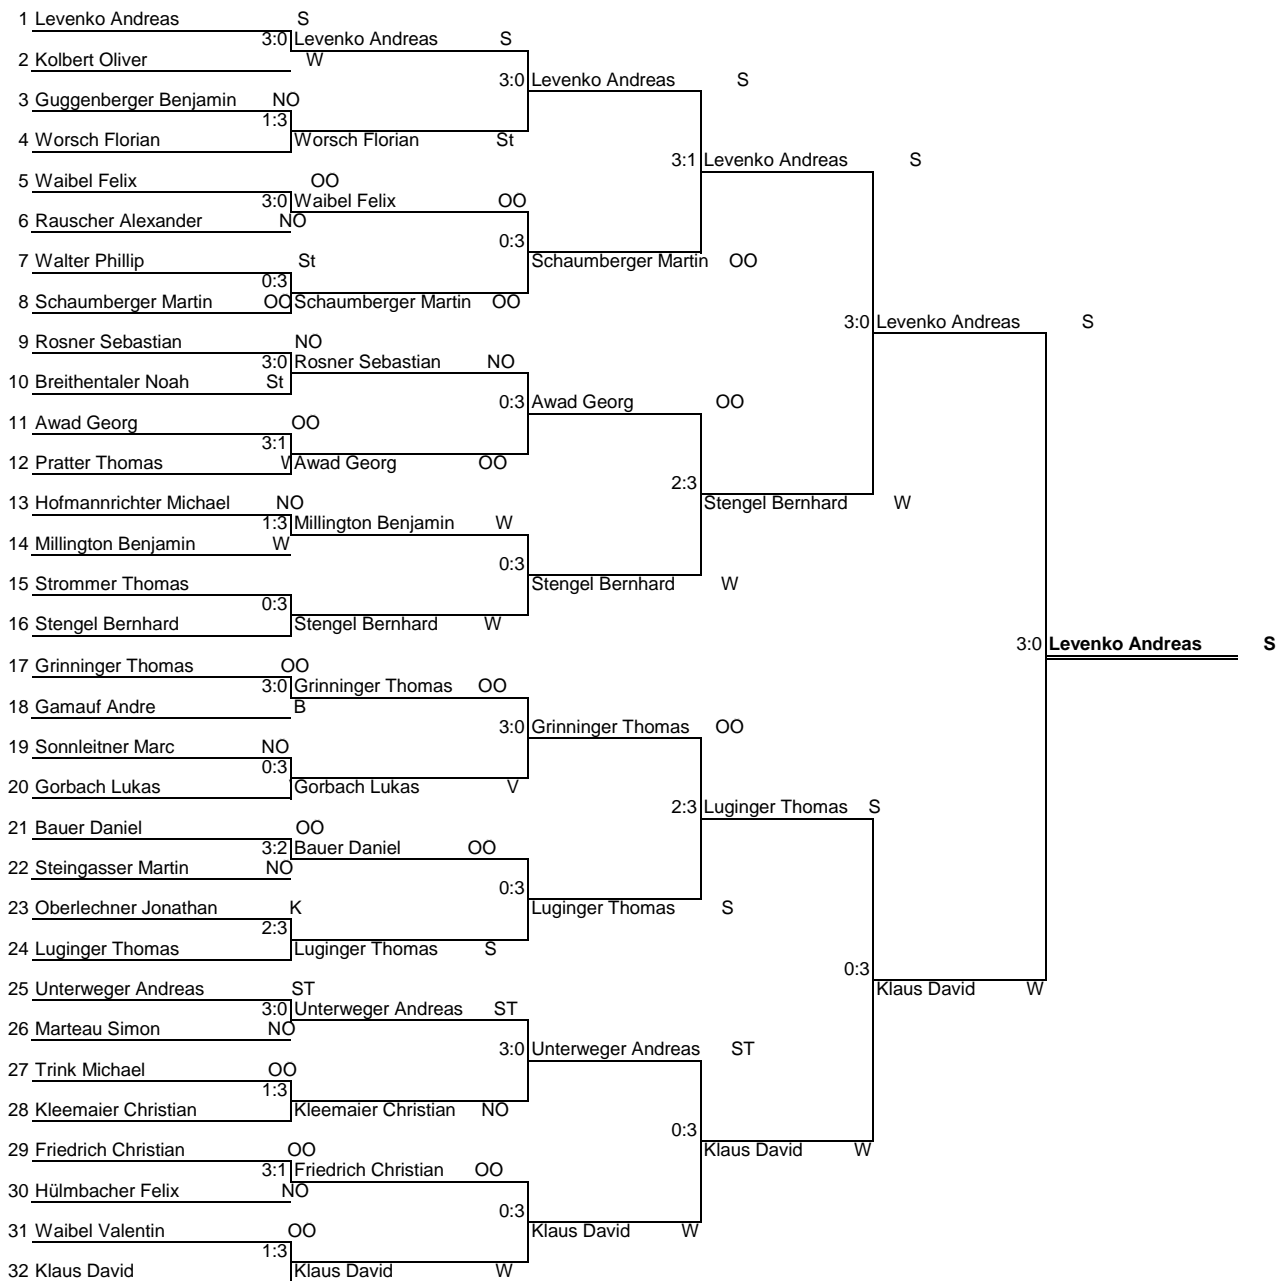 1 Levenko Andreas S
3:0 Levenko Andreas S
2 Kolbert Oliver W
3:0 Levenko Andreas S
3 Guggenberger Benjamin NO
1:3
4 Worsch Florian Worsch Florian St
3:1 Levenko Andreas S
5 Waibel Felix OO
3:0 Waibel Felix OO
6 Rauscher Alexander NO
0:3
7 Walter Phillip St Schaumberger Martin OO
0:3
8 Schaumberger Martin OO Schaumberger Martin OO
3:0 Levenko Andreas S
9 Rosner Sebastian NO
3:0 Rosner Sebastian NO
10 Breithentaler Noah St
0:3 Awad Georg OO
11 Awad Georg OO
3:1
12 Pratter Thomas W Awad Georg OO
2:3
13 Hofmannrichter Michael NO Stengel Bernhard W
1:3 Millington Benjamin W
14 Millington Benjamin W
0:3
15 Strommer Thomas Stengel Bernhard W
0:3
16 Stengel Bernhard Stengel Bernhard W
3:0 Levenko Andreas S
17 Grinninger Thomas OO
3:0 Grinninger Thomas OO
18 Gamauf Andre B
3:0 Grinninger Thomas OO
19 Sonnleitner Marc NO
0:3
20 Gorbach Lukas Gorbach Lukas V
2:3 Luginger Thomas S
21 Bauer Daniel OO
3:2 Bauer Daniel OO
22 Steingasser Martin NO
0:3
23 Oberlechner Jonathan K Luginger Thomas S
2:3
24 Luginger Thomas Luginger Thomas S
0:3
25 Unterweger Andreas ST Klaus David W
3:0 Unterweger Andreas ST
26 Marteau Simon NO
3:0 Unterweger Andreas ST
27 Trink Michael OO
1:3
28 Kleemaier Christian Kleemaier Christian NO
0:3
29 Friedrich Christian OO Klaus David W
3:1 Friedrich Christian OO
30 Hülmbacher Felix NO
0:3
31 Waibel Valentin OO Klaus David W
1:3
32 Klaus David Klaus David W